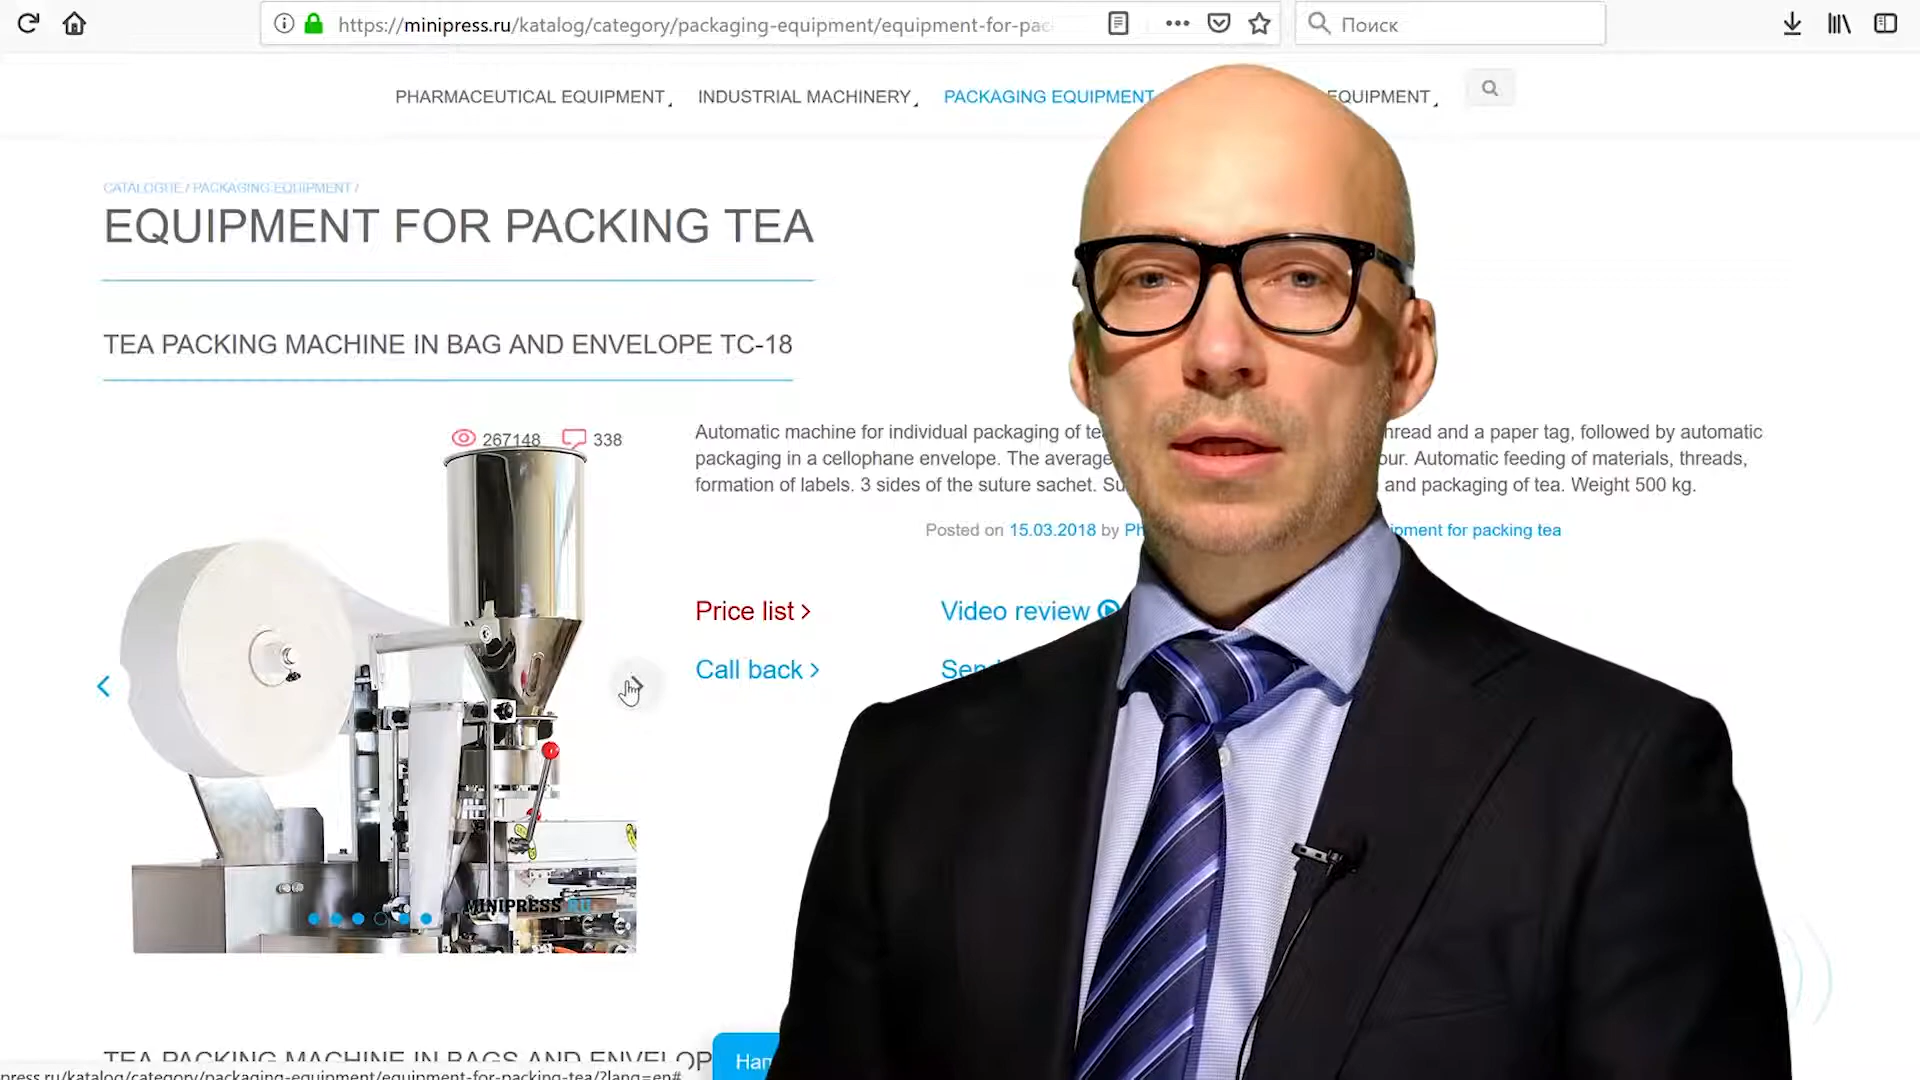 https://minipress.ru/katalog/category/packaging-equipment/equipment-for-pac
Поиск
PHARMACEUTICAL EQUIPMENT INDUSTRIAL MACHINERY PACKAGING EQUIPMENT EQUIPMENT
CATALOGUE / PACKAGING EQUIPMENT /
EQUIPMENT FOR PACKING TEA
TEA PACKING MACHINE IN BAG AND ENVELOPE TC-18
267148 338
Automatic machine for individual packaging of te hread and a paper tag, followed by automatic
packaging in a cellophane envelope. The average our. Automatic feeding of materials, threads,
formation of labels. 3 sides of the suture sachet. Su and packaging of tea. Weight 500 kg.
Posted on 15.03.2018 by Ph ipment for packing tea
Price list > Video review
Call back > Send
MINIPRESS.RU
TEA PACKING MACHINE IN BAGS AND ENVELOP
Нап
press.ru/katalog/category/packaging-equipment/equipment-for-packing-tea/?lang=en#